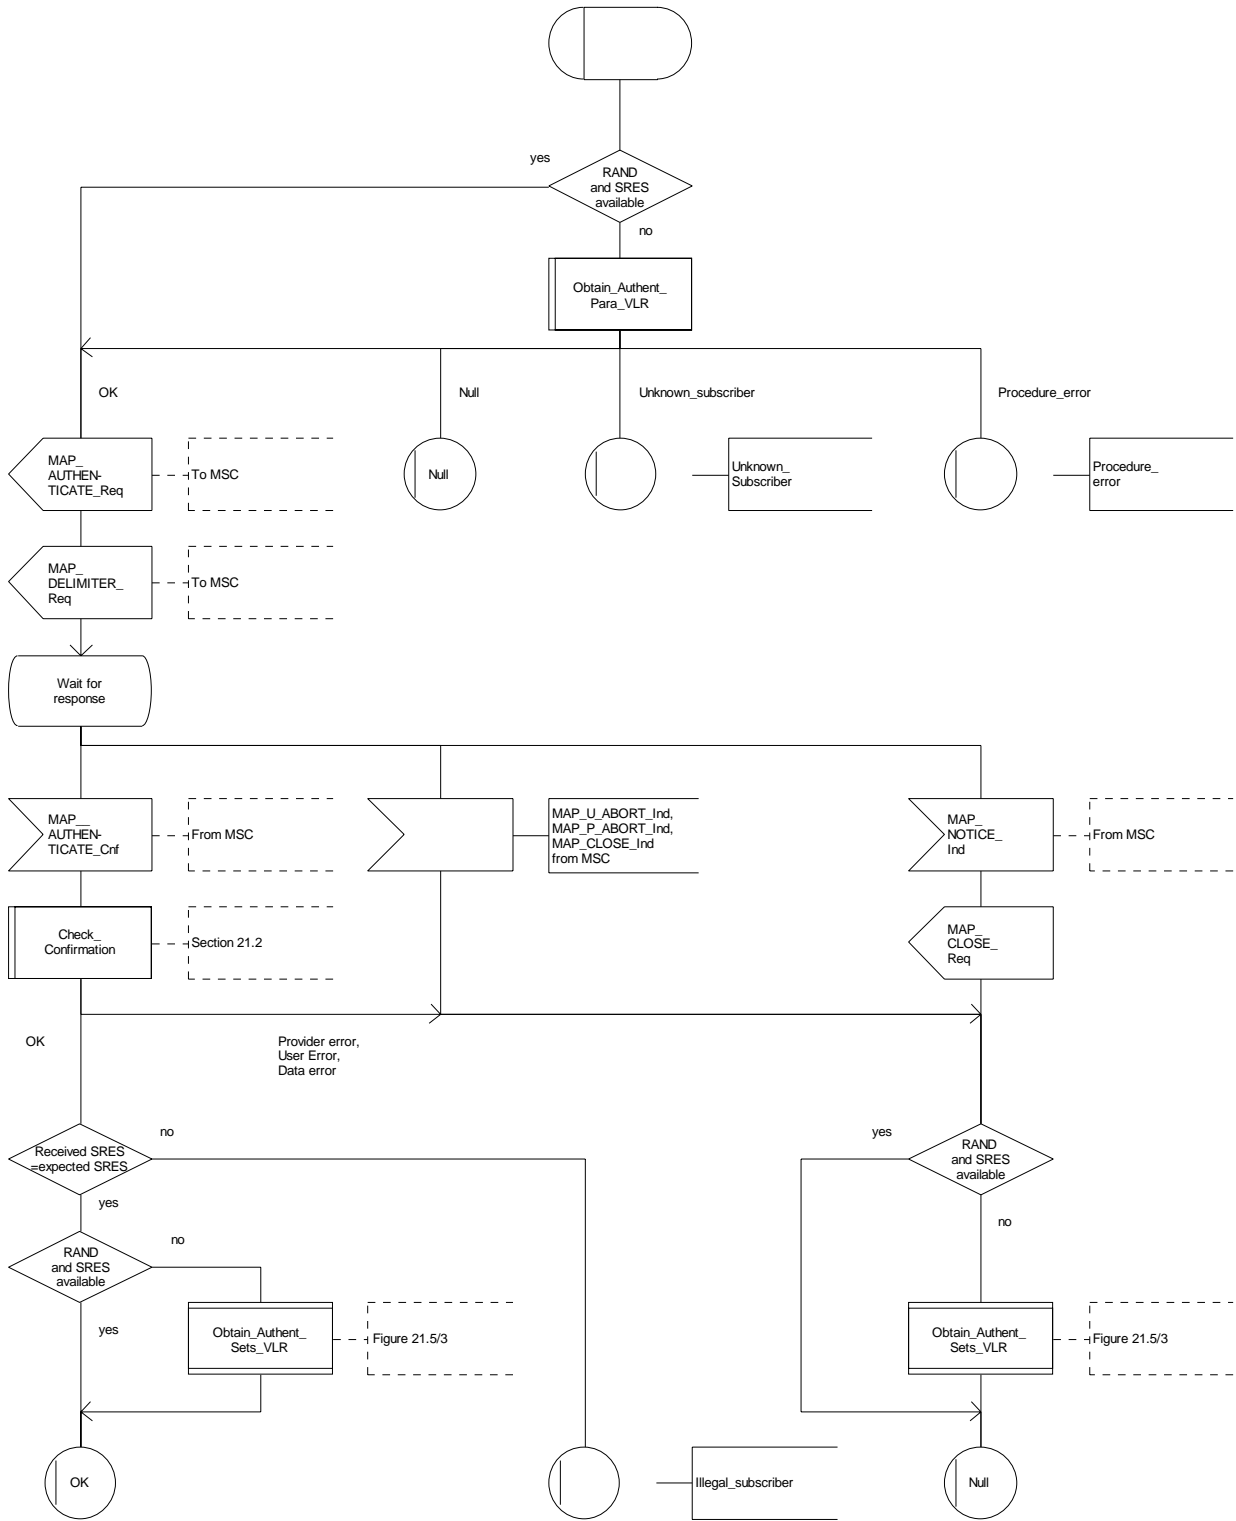 yes
RAND
and SRES
available
no
Obtain_Authent_
Para_VLR
OK
Null
Unknown_subscriber
Procedure_error
MAP_
AUTHEN-
TICATE_Req
To MSC
Null
Unknown_
Subscriber
Procedure_
error
MAP_
DELIMITER_
Req
To MSC
Wait for
response
MAP__
AUTHEN-
TICATE_Cnf
From MSC
MAP_U_ABORT_Ind,
MAP_P_ABORT_Ind,
MAP_CLOSE_Ind
from MSC
MAP_
NOTICE_
Ind
From MSC
Check_
Confirmation
Section 21.2
MAP_
CLOSE_
Req
OK
Provider error,
User Error,
Data error
no
Received SRES
=expected SRES
yes
yes
RAND
and SRES
available
no
no
RAND
and SRES
available
yes
Obtain_Authent_
Sets_VLR
Figure 21.5/3
Obtain_Authent_
Sets_VLR
Figure 21.5/3
OK
Illegal_subscriber
Null